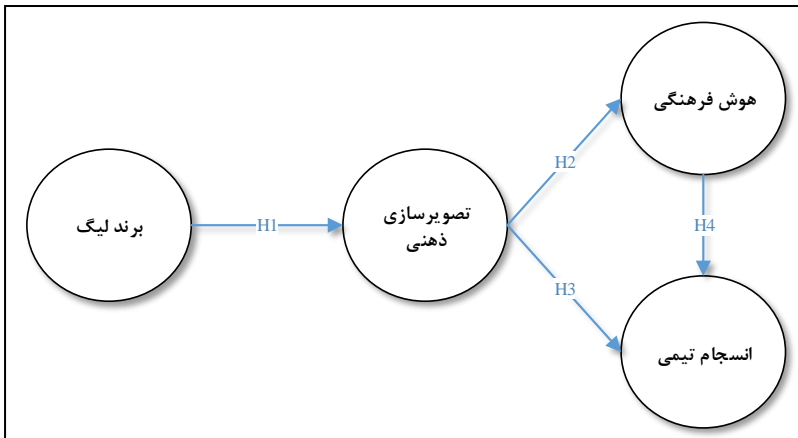 هوش فرهنگی
H2
برند لیگ
H1
تصویرسازی
ذهنی
H4
H3
انسجام تیمی